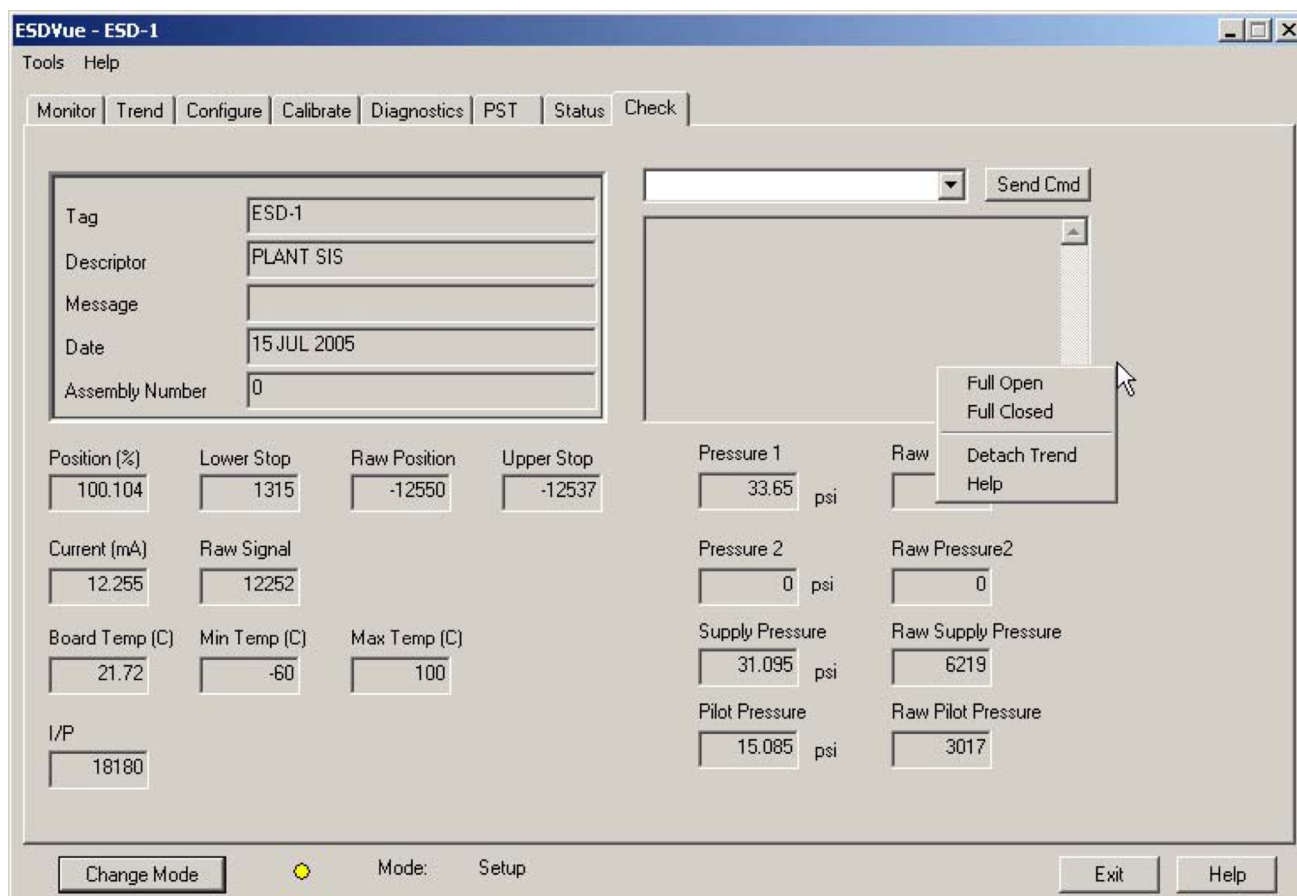 ESDVue - ESD-1
Tools Help
Monitor Trend Configure Calibrate Diagnostics PST Status Check
Send Cmd
Tag ESD-1
Descriptor PLANT SIS
Message
Date 15 JUL 2005
Assembly Number 0
Full Open
Full Closed
Detach Trend
Help
Position (%) Lower Stop Raw Position Upper Stop Pressure 1 Raw
100.104 1315 -12550 -12537 33.65 psi
Current (mA) Raw Signal Pressure 2 Raw Pressure2
12.255 12252 0 psi 0
Board Temp (C) Min Temp (C) Max Temp (C) Supply Pressure Raw Supply Pressure
21.72 -60 100 31.095 psi 6219
I/P Pilot Pressure Raw Pilot Pressure
18180 15.085 psi 3017
Change Mode Mode: Setup Exit Help